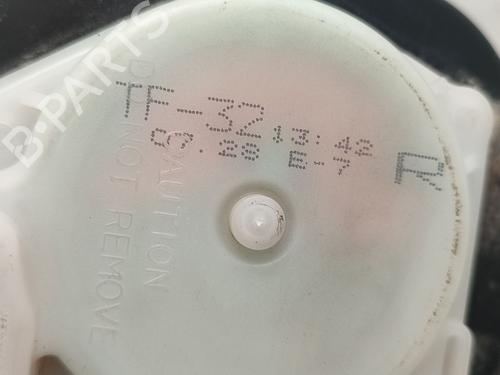 B-PARTS
TF-32 13:42
07.28 E-7
R
CAUTION
DO NOT REMOVE